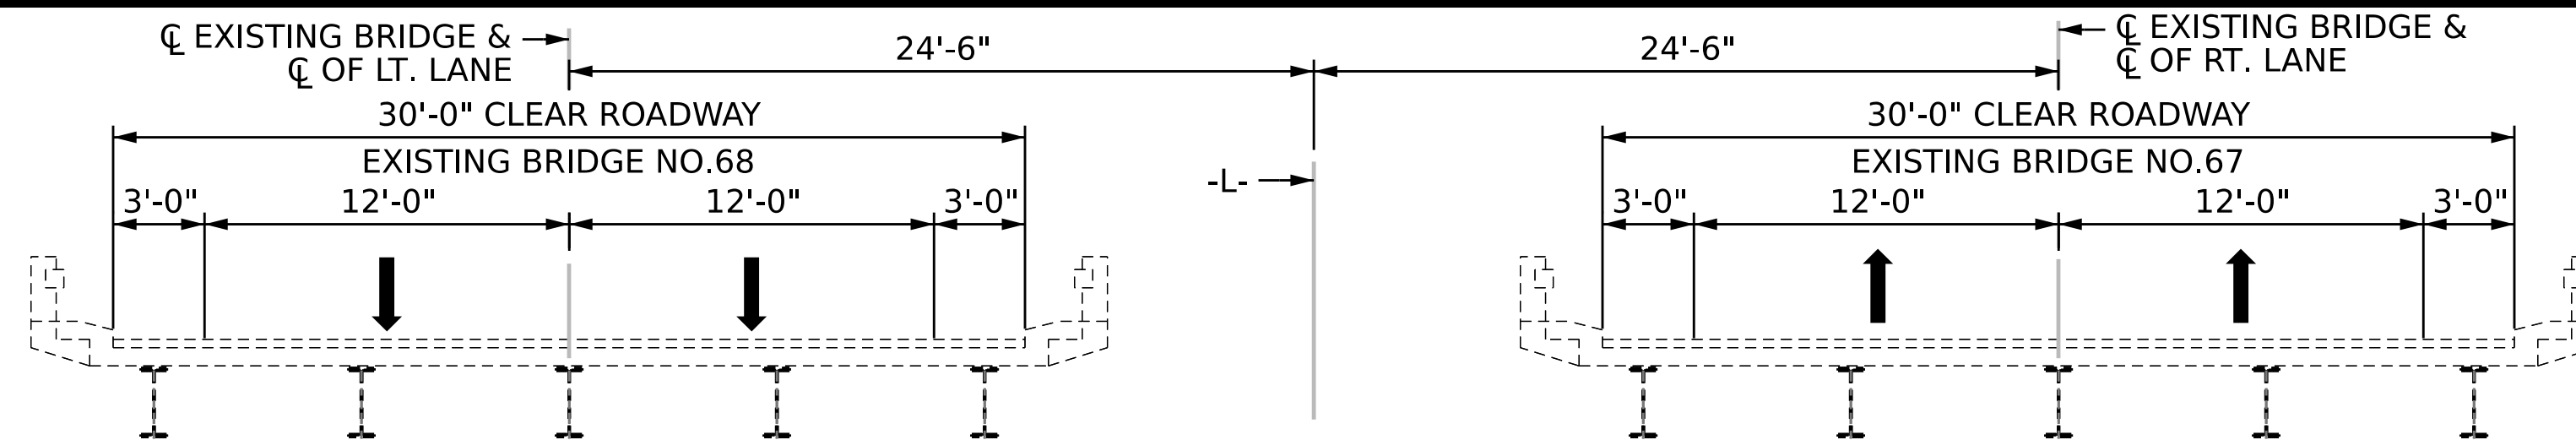 ℄ EXISTING BRIDGE &
℄ OF LT. LANE
24'-6"
24'-6"
℄ EXISTING BRIDGE &
℄ OF RT. LANE
30'-0" CLEAR ROADWAY
30'-0" CLEAR ROADWAY
EXISTING BRIDGE NO.68
EXISTING BRIDGE NO.67
-L-
3'-0"
12'-0"
12'-0"
3'-0"
3'-0"
12'-0"
12'-0"
3'-0"